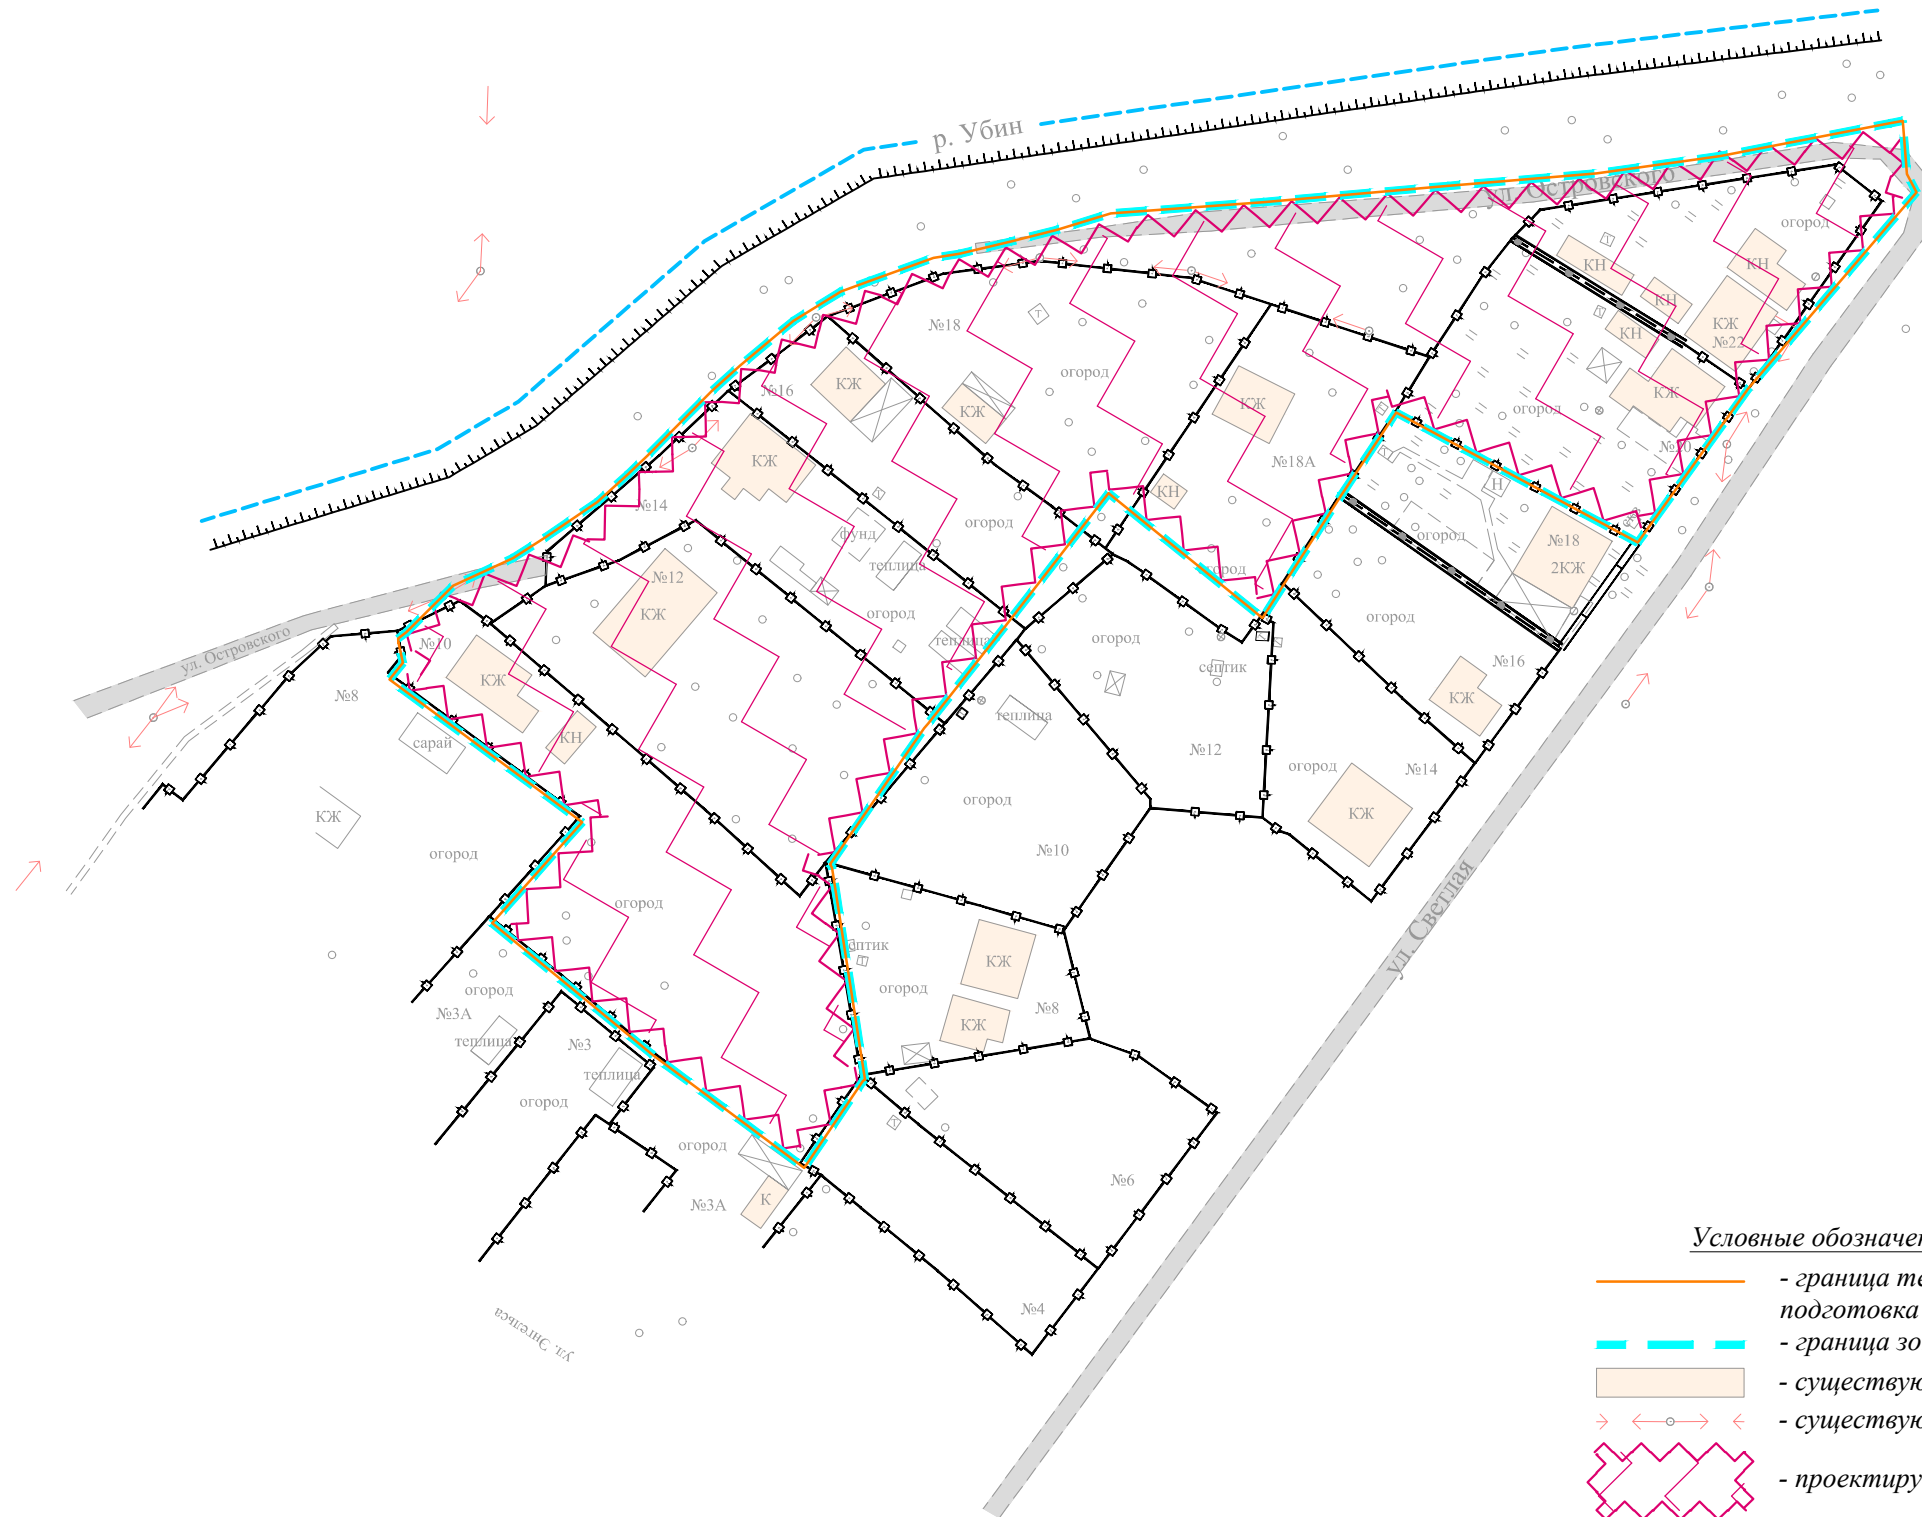 р. Убин
ул. Островского
огород
КН
КН
КН
КЖ
№22
КН
№18
№16
огород
КЖ
КЖ
КЖ
КЖ
огород
№20
КЖ
№14
№18А
КН
огород
фунд
теплица
Н
огород
№18
2КЖ
№12
КЖ
огород
огород
№10
ул. Островского
теплица
огород
огород
септик
№16
КЖ
КЖ
№8
сарай
КН
теплица
№12
огород
№14
КЖ
КЖ
огород
огород
№10
огород
ул. Светлая
септик
КЖ
огород
огород
№3А
теплица
№3
теплица
огород
КЖ
№8
огород
№3А
К
№6
№4
ул. Энгельса
Условные обозначен
- граница те
подготовка
- граница зо
- существую
- существую
- проектиру